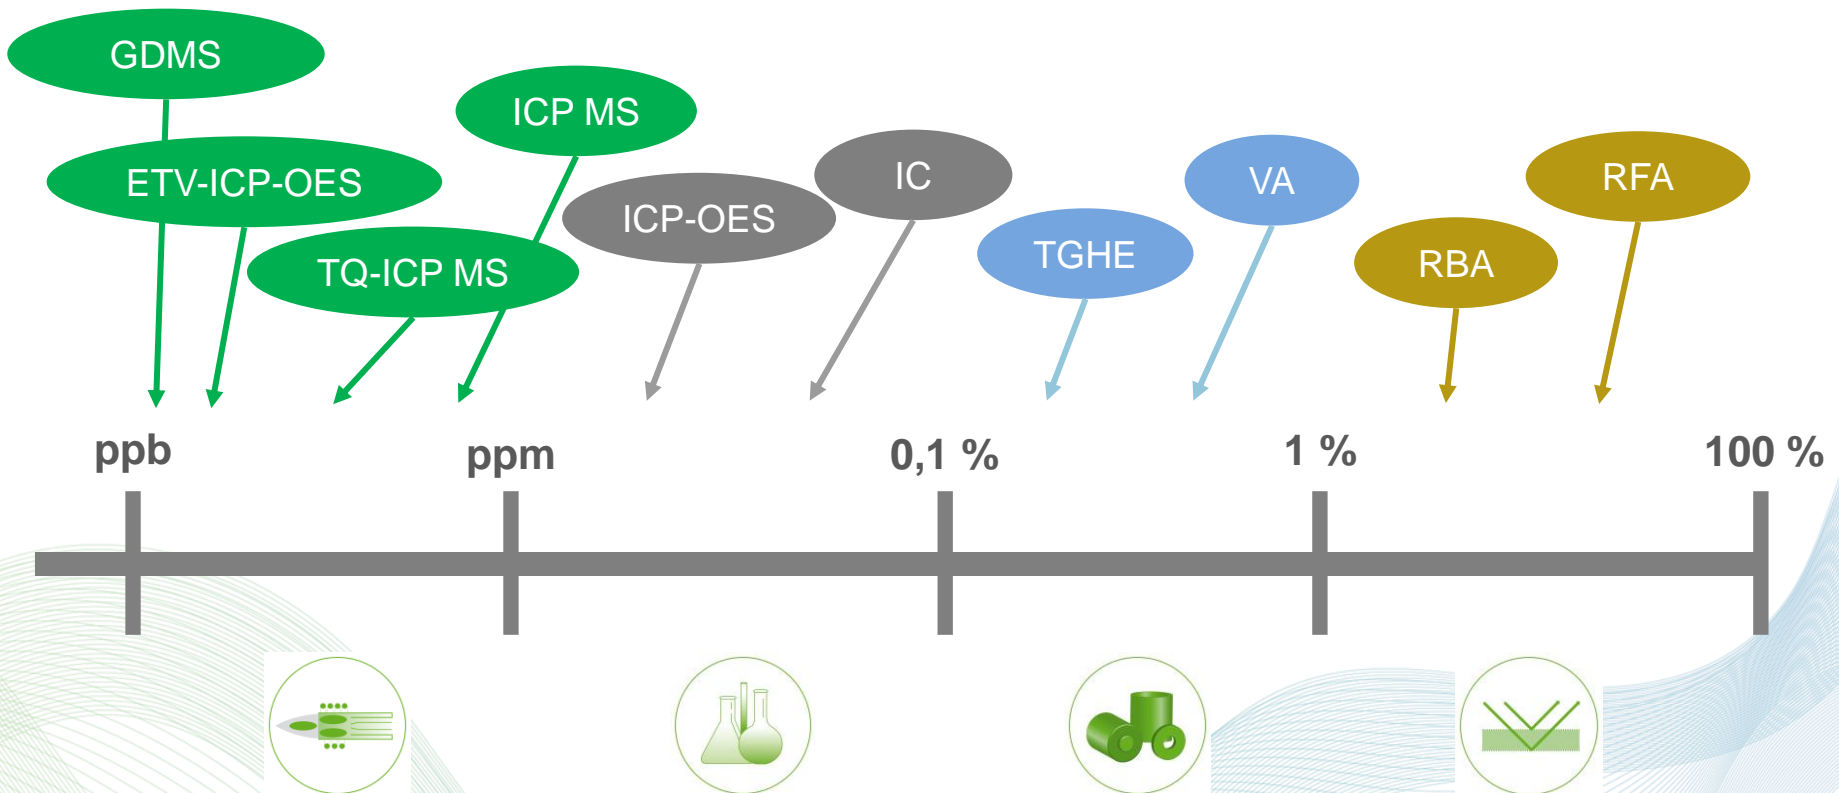 GDMS
ICP MS
ETV-ICP-OES
IC
VA
RFA
ICP-OES
TGHE
RBA
TQ-ICP MS
ppb
ppm
0,1 %
1 %
100 %